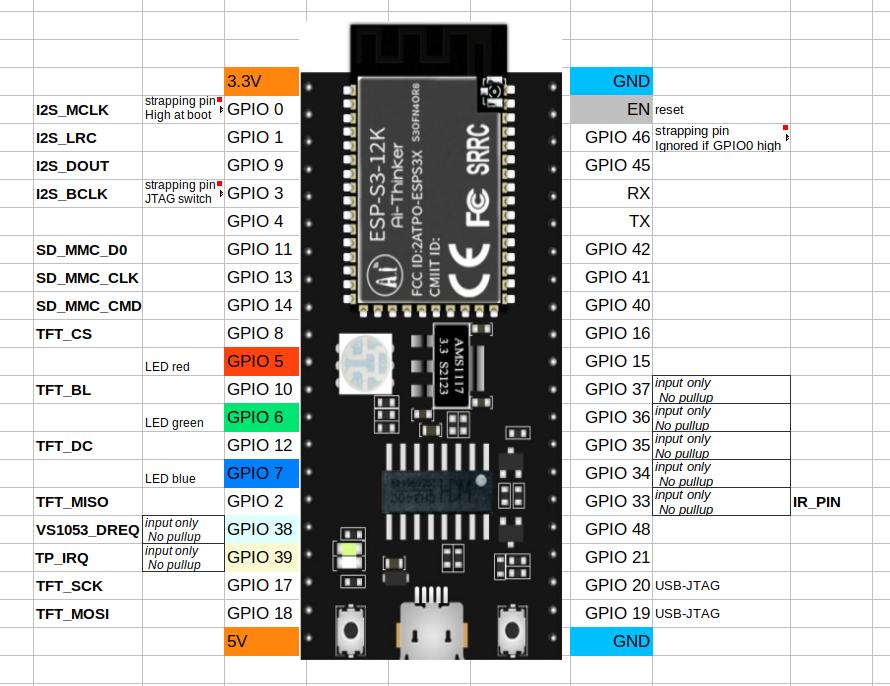 3.3V GND
I2S_MCLK strapping pin High at boot GPIO 0 EN reset
I2S_LRC GPIO 1 GPIO 46 strapping pin Ignored if GPIO0 high
I2S_DOUT GPIO 9 GPIO 45
I2S_BCLK strapping pin JTAG switch GPIO 3 RX
GPIO 4 TX
SD_MMC_D0 GPIO 11 GPIO 42
SD_MMC_CLK GPIO 13 GPIO 41
SD_MMC_CMD GPIO 14 GPIO 40
TFT_CS GPIO 8 GPIO 16
LED red GPIO 5 GPIO 15
TFT_BL GPIO 10 GPIO 37 input only No pullup
LED green GPIO 6 GPIO 36 input only No pullup
TFT_DC GPIO 12 GPIO 35 input only No pullup
LED blue GPIO 7 GPIO 34 input only No pullup
TFT_MISO GPIO 2 GPIO 33 input only No pullup IR_PIN
VS1053_DREQ input only No pullup GPIO 38 GPIO 48
TP_IRQ input only No pullup GPIO 39 GPIO 21
TFT_SCK GPIO 17 GPIO 20 USB-JTAG
TFT_MOSI GPIO 18 GPIO 19 USB-JTAG
5V GND
ESP-S3-12K
Ai-Thinker
FCC ID:2ATPO-ESPS3X
CMIIT ID:
Ai
CE FC SRRC
AMS1117
3.3 S2123